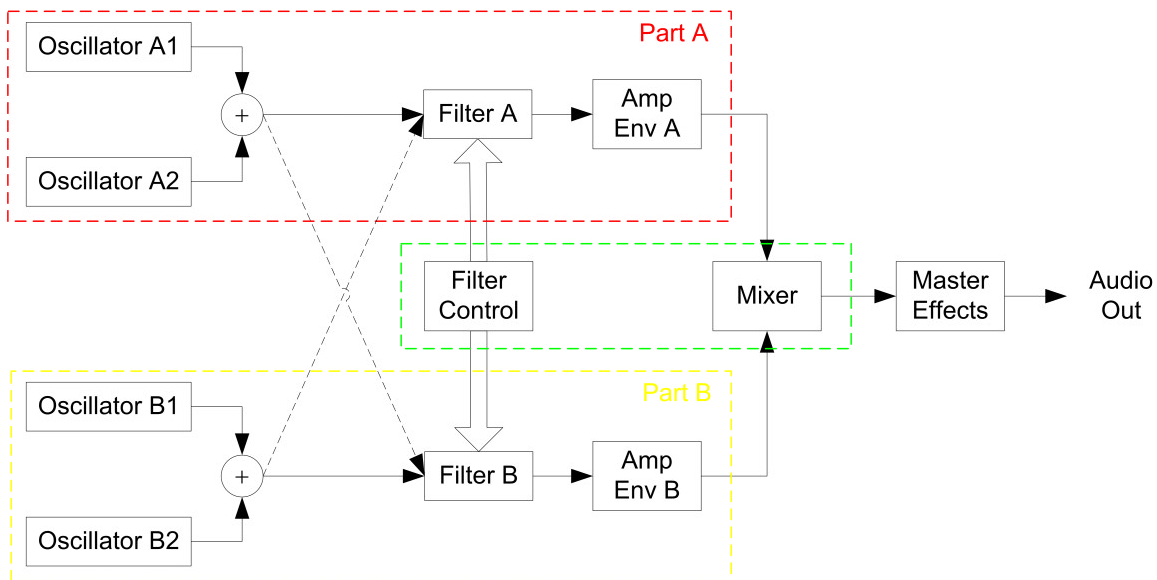 Part A
Oscillator A1
+
Oscillator A2
Filter A
Amp
Env A
Filter
Control
Mixer
Master
Effects
Audio
Out
Part B
Oscillator B1
+
Oscillator B2
Filter B
Amp
Env B